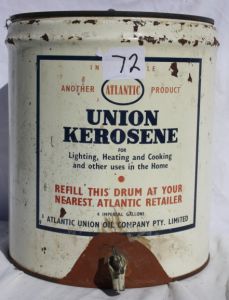 72
ANOTHER ATLANTIC PRODUCT
UNION
KEROSENE
FOR
Lighting, Heating and Cooking
and other uses in the Home
REFILL THIS DRUM AT YOUR
NEAREST ATLANTIC RETAILER
4 IMPERIAL GALLONS
ATLANTIC UNION OIL COMPANY PTY. LIMITED